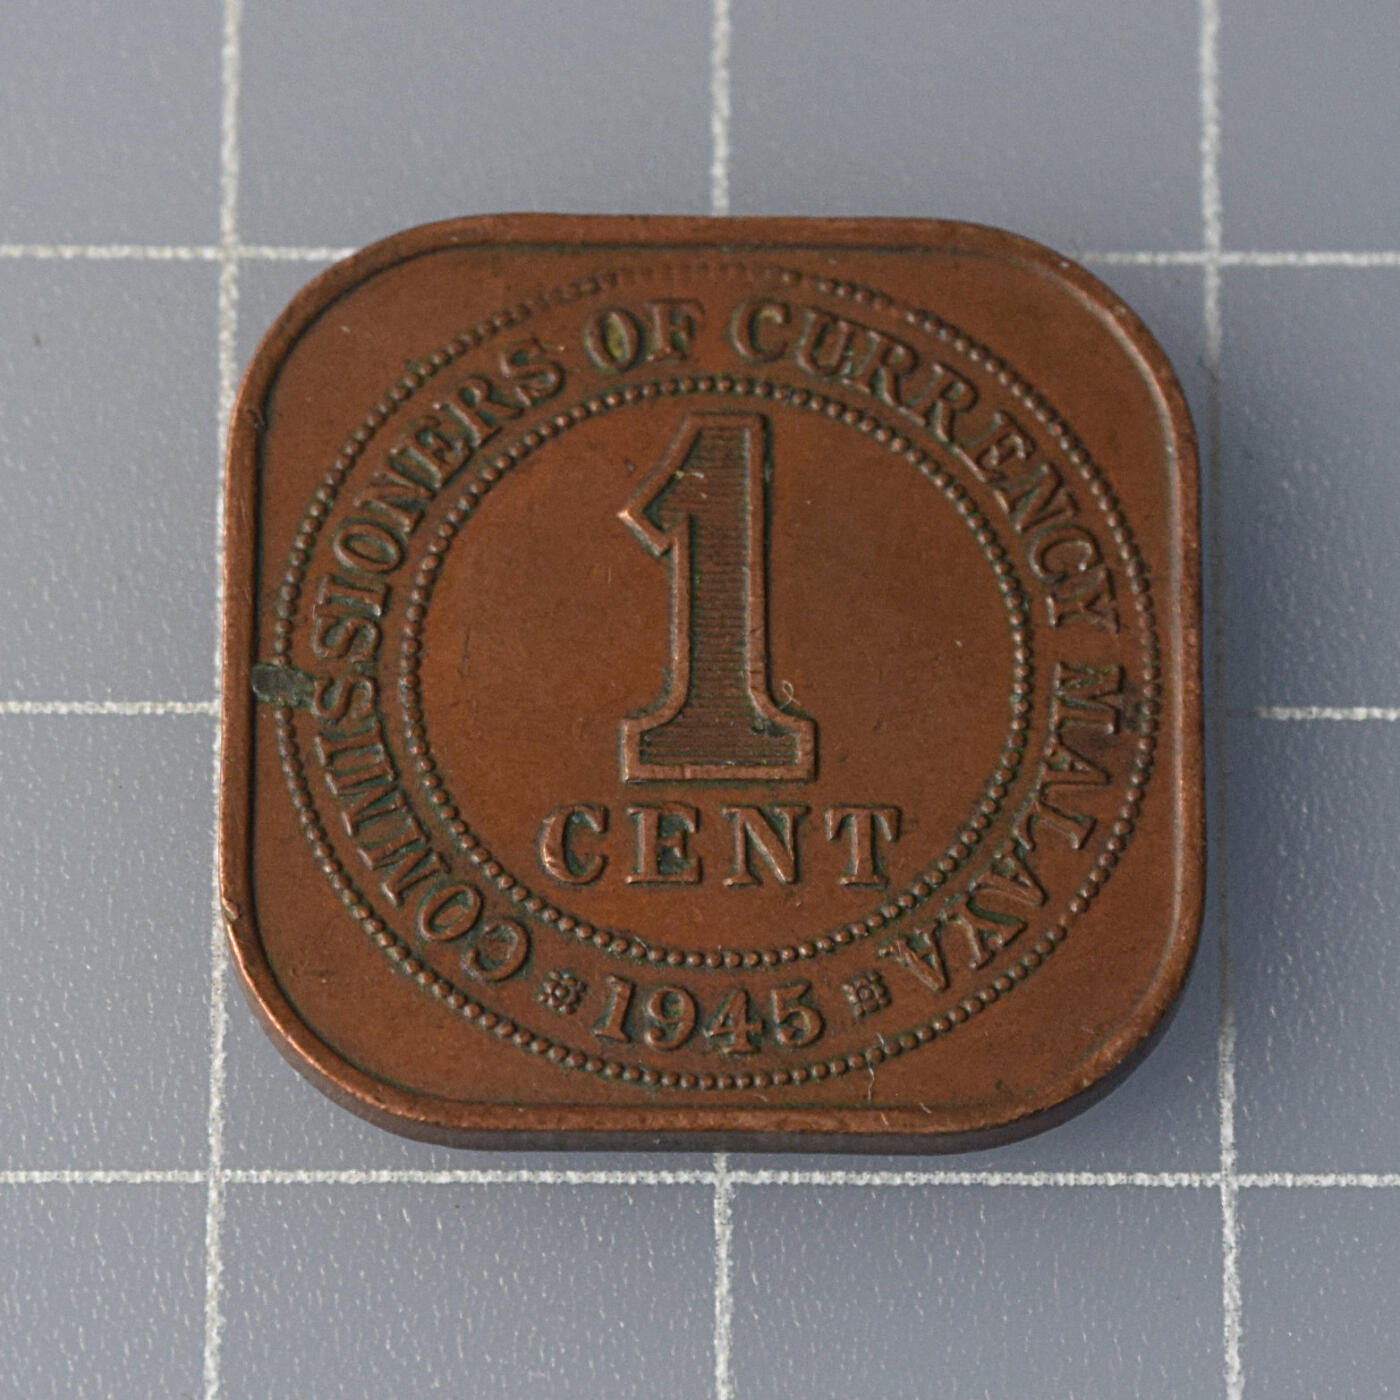 COMMISSIONERS OF CURRENCY MALAYA
1
CENT
1945